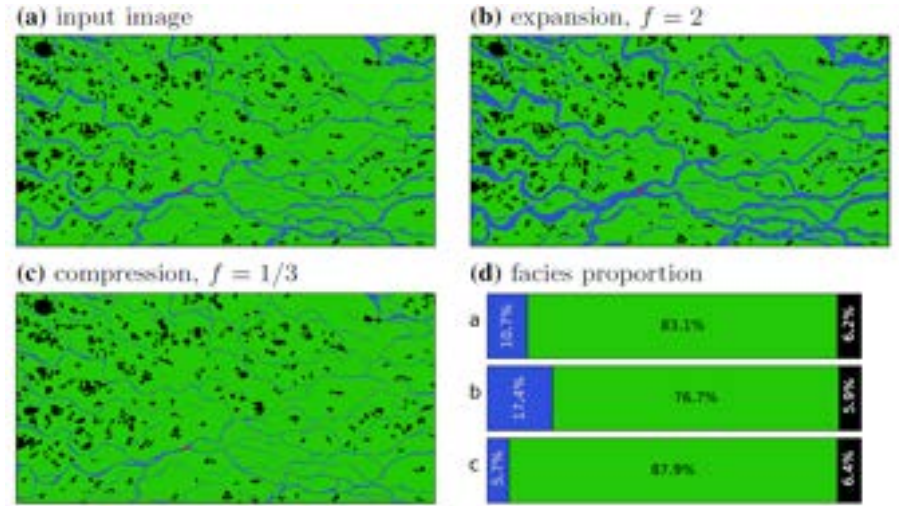 (a) input image
(b) expansion, f = 2
(c) compression, f = 1/3
(d) facies proportion
a
10.7%
83.1%
6.2%
b
17.4%
76.7%
5.9%
c
5.7%
87.9%
6.4%